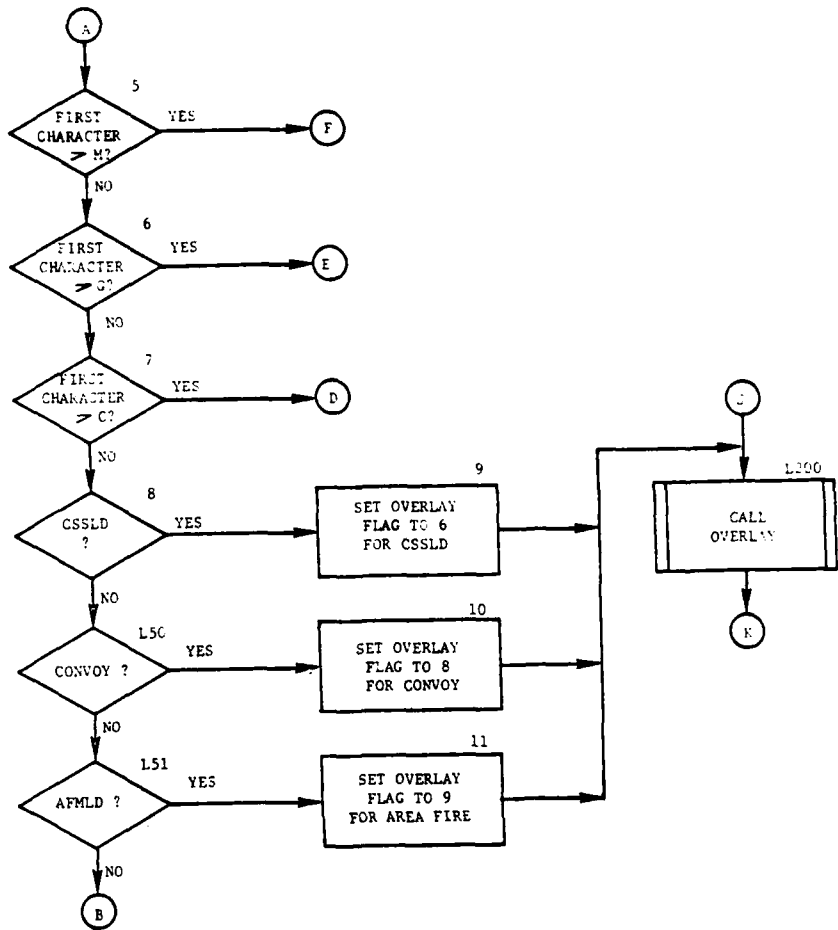 A
5
FIRST
CHARACTER
> M?
YES
F
NO
6
FIRST
CHARACTER
> G?
YES
E
NO
7
FIRST
CHARACTER
> C?
YES
D
NO
8
CSSLD
?
YES
9
SET OVERLAY
FLAG TO 6
FOR CSSLD
J
L200
CALL
OVERLAY
K
NO
L50
CONVOY ?
YES
10
SET OVERLAY
FLAG TO 8
FOR CONVOY
NO
L51
AFMLD ?
YES
11
SET OVERLAY
FLAG TO 9
FOR AREA FIRE
NO
B